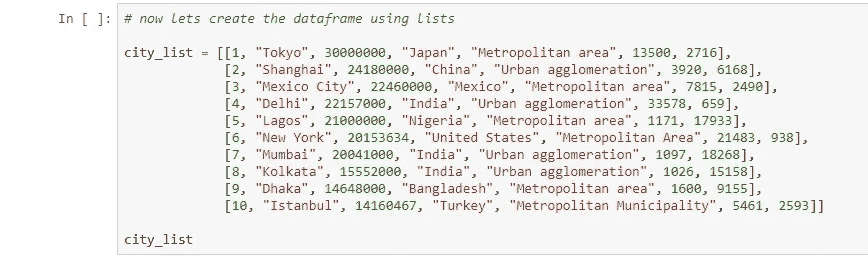 In [ ]: # now lets create the dataframe using lists
city_list = [[1, "Tokyo", 30000000, "Japan", "Metropolitan area", 13500, 2716],
[2, "Shanghai", 24180000, "China", "Urban agglomeration", 3920, 6168],
[3, "Mexico City", 22460000, "Mexico", "Metropolitan area", 7815, 2490],
[4, "Delhi", 22157000, "India", "Urban agglomeration", 33578, 659],
[5, "Lagos", 21000000, "Nigeria", "Metropolitan area", 1171, 17933],
[6, "New York", 20153634, "United States", "Metropolitan Area", 21483, 938],
[7, "Mumbai", 20041000, "India", "Urban agglomeration", 1097, 18268],
[8, "Kolkata", 15552000, "India", "Urban agglomeration", 1026, 15158],
[9, "Dhaka", 14648000, "Bangladesh", "Metropolitan area", 1600, 9155],
[10, "Istanbul", 14160467, "Turkey", "Metropolitan Municipality", 5461, 2593]]
city_list